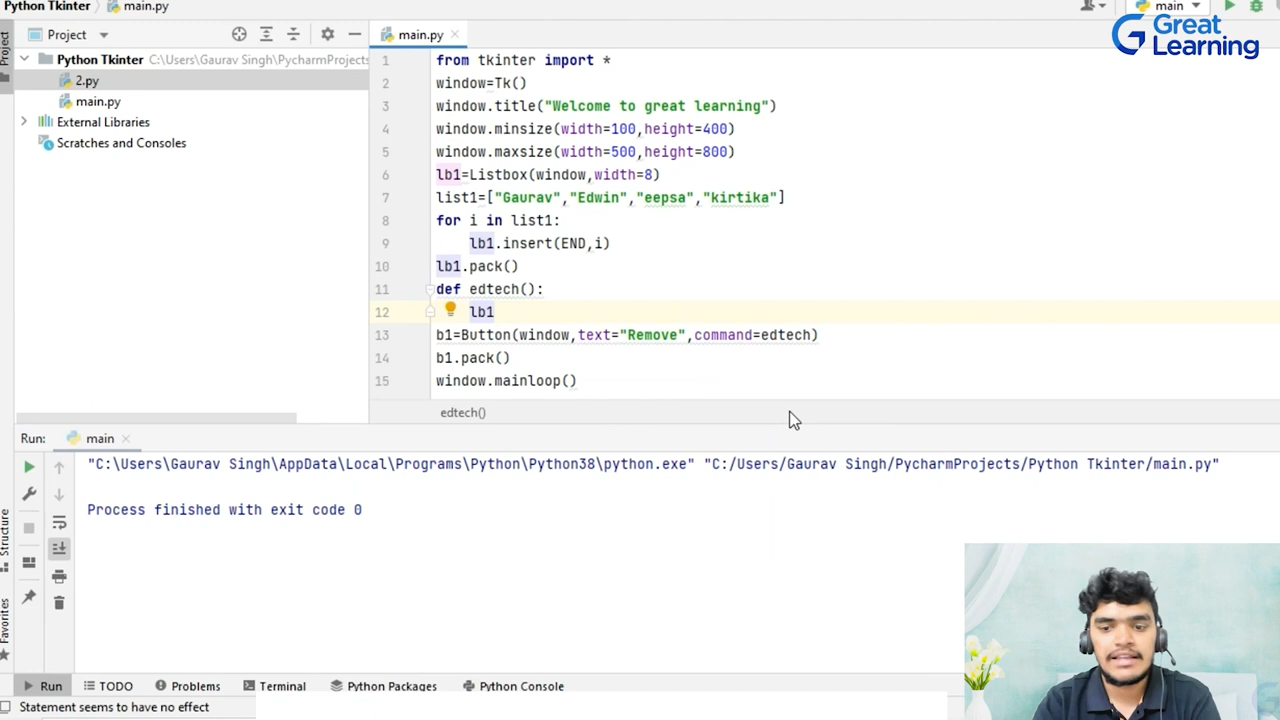 Python Tkinter
main.py
main
Great
Learning
Project
main.py
Project
Python Tkinter C:\Users\Gaurav Singh\PycharmProjects
2.py
main.py
External Libraries
Scratches and Consoles
1 from tkinter import *
2 window=Tk()
3 window.title("Welcome to great learning")
4 window.minsize(width=100,height=400)
5 window.maxsize(width=500,height=800)
6 lb1=Listbox(window,width=8)
7 list1=["Gaurav","Edwin","eepsa","kirtika"]
8 for i in list1:
9 lb1.insert(END,i)
10 lb1.pack()
11 def edtech():
12 lb1
13 b1=Button(window,text="Remove",command=edtech)
14 b1.pack()
15 window.mainloop()
edtech()
Run: main
"C:\Users\Gaurav Singh\AppData\Local\Programs\Python\Python38\python.exe" "C:/Users/Gaurav Singh/PycharmProjects/Python Tkinter/main.py"
Process finished with exit code 0
Structure
Favorites
Run TODO Problems Terminal Python Packages Python Console
Statement seems to have no effect